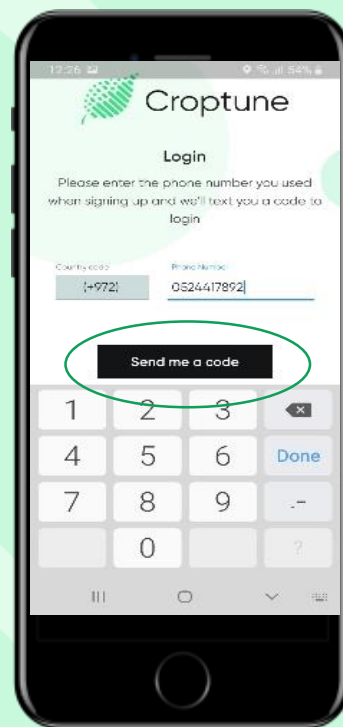 12:26 54%
Croptune
Login
Please enter the phone number you used
when signing up and we'll text you a code to
login
Country code Phone Number
(+972) 0524417892
Send me a code
1 2 3
4 5 6 Done
7 8 9 .-
0 ?